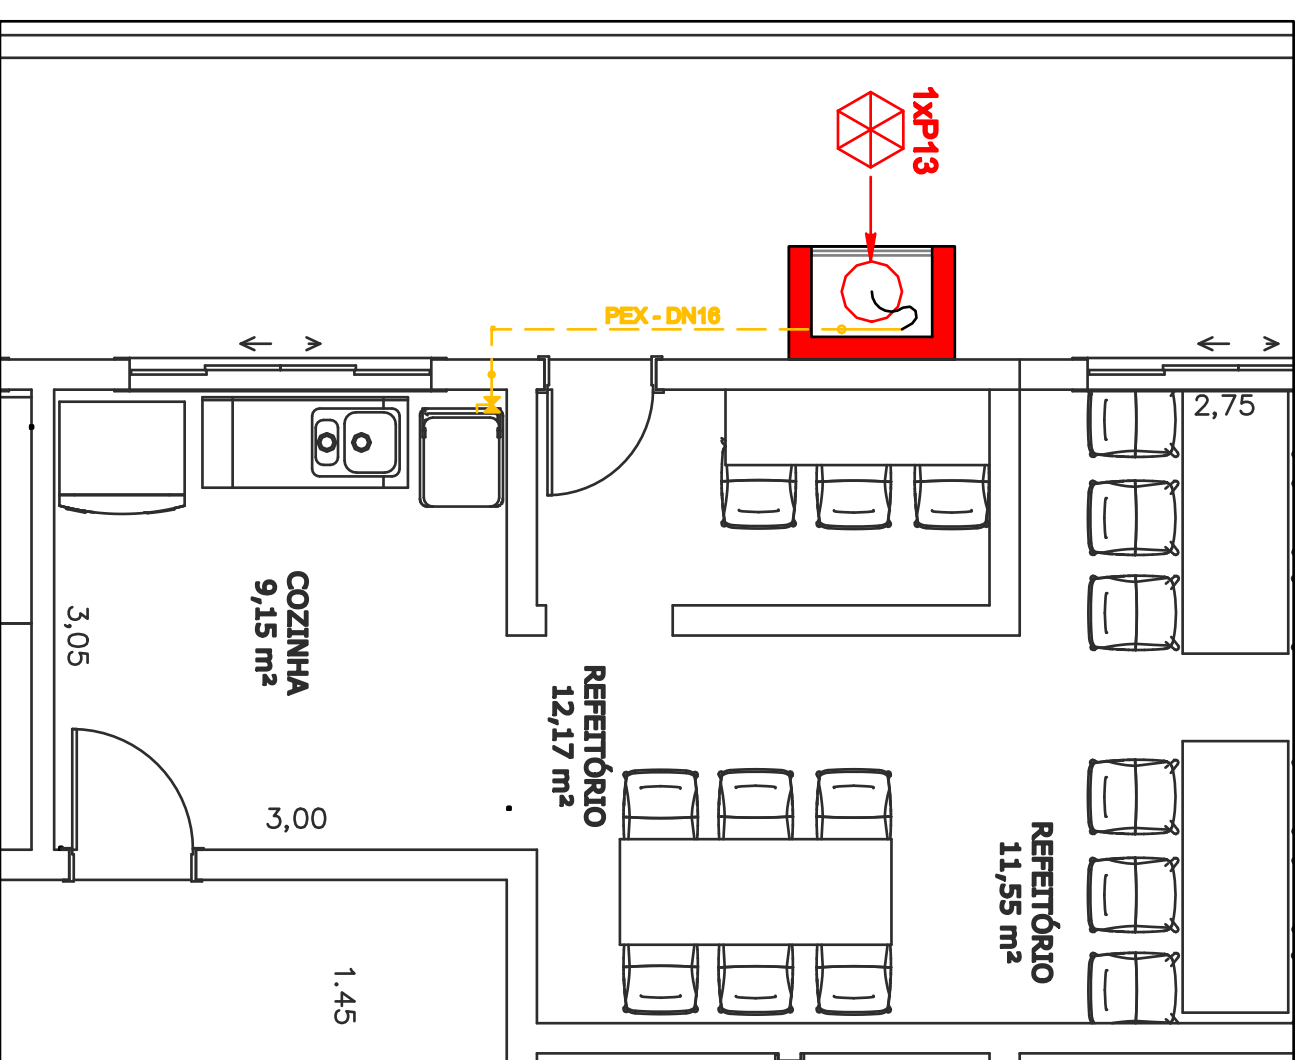 1xP13
PEX - DN16
2,75
COZINHA
9,15 m²
3,05
REFEITÓRIO
12,17 m²
3,00
REFEITÓRIO
11,55 m²
1.45